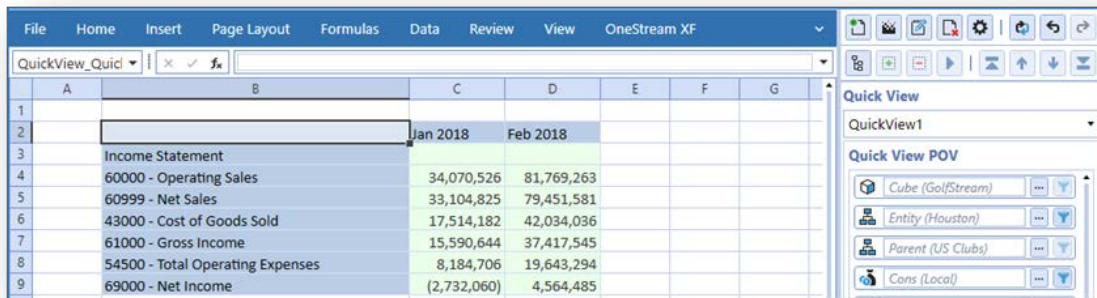 File Home Insert Page Layout Formulas Data Review View OneStream XF
QuickView_Quicl fx
A B C D E F G
1
2 Jan 2018 Feb 2018
3 Income Statement
4 60000 - Operating Sales 34,070,526 81,769,263
5 60999 - Net Sales 33,104,825 79,451,581
6 43000 - Cost of Goods Sold 17,514,182 42,034,036
7 61000 - Gross Income 15,590,644 37,417,545
8 54500 - Total Operating Expenses 8,184,706 19,643,294
9 69000 - Net Income (2,732,060) 4,564,485
Quick View
QuickView1
Quick View POV
Cube (GolfStream) ...
Entity (Houston) ...
Parent (US Clubs) ...
Cons (Local) ...